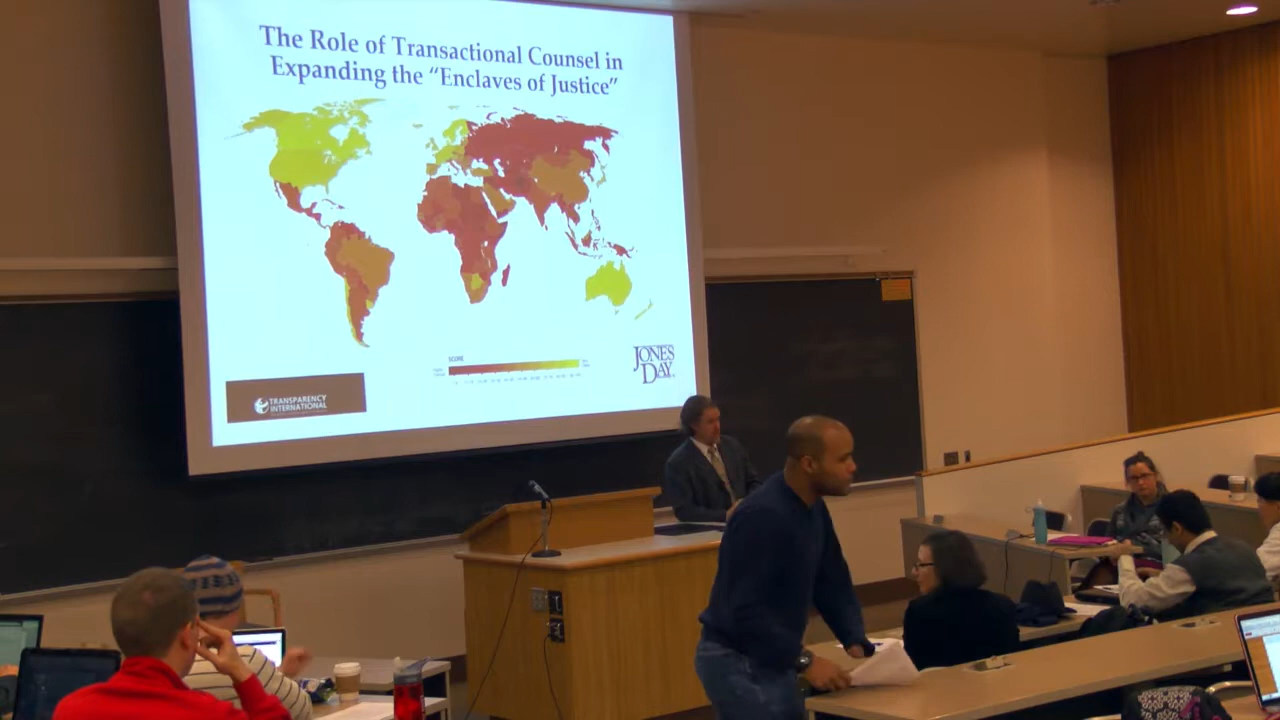 The Role of Transactional Counsel in
Expanding the “Enclaves of Justice”
SCORE
JONES
DAY
TRANSPARENCY
INTERNATIONAL